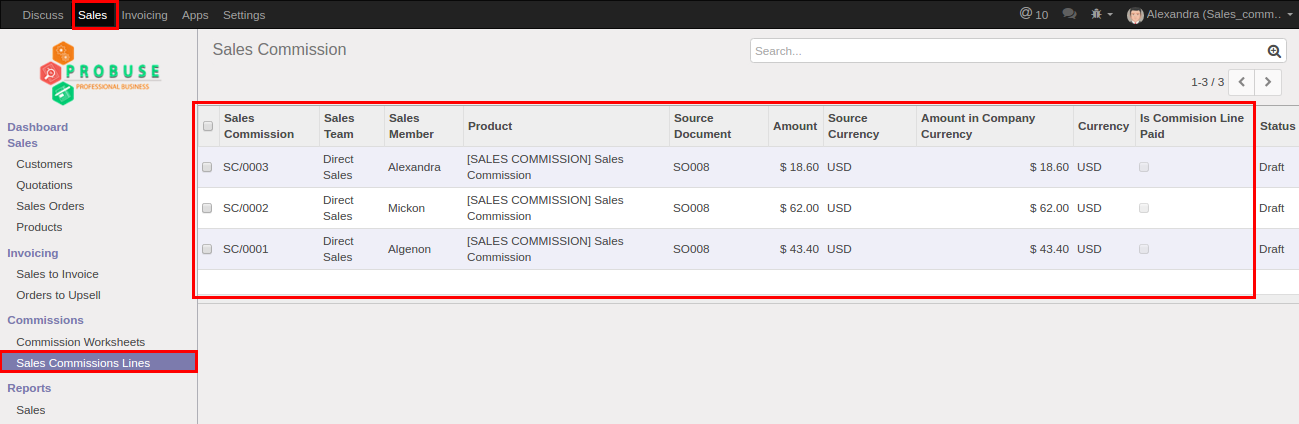 Discuss Sales Invoicing Apps Settings @ 10 Alexandra (Sales_comm..
PROBUSE
PROFESSIONAL BUSINESS
Dashboard
Sales
Customers
Quotations
Sales Orders
Products
Invoicing
Sales to Invoice
Orders to Upsell
Commissions
Commission Worksheets
Sales Commissions Lines
Reports
Sales
Sales Commission
Search...
1-3 / 3
Sales Commission Sales Team Sales Member Product Source Document Amount Source Currency Amount in Company Currency Currency Is Commision Line Paid Status
SC/0003 Direct Sales Alexandra [SALES COMMISSION] Sales Commission SO008 $ 18.60 USD $ 18.60 USD Draft
SC/0002 Direct Sales Mickon [SALES COMMISSION] Sales Commission SO008 $ 62.00 USD $ 62.00 USD Draft
SC/0001 Direct Sales Algenon [SALES COMMISSION] Sales Commission SO008 $ 43.40 USD $ 43.40 USD Draft